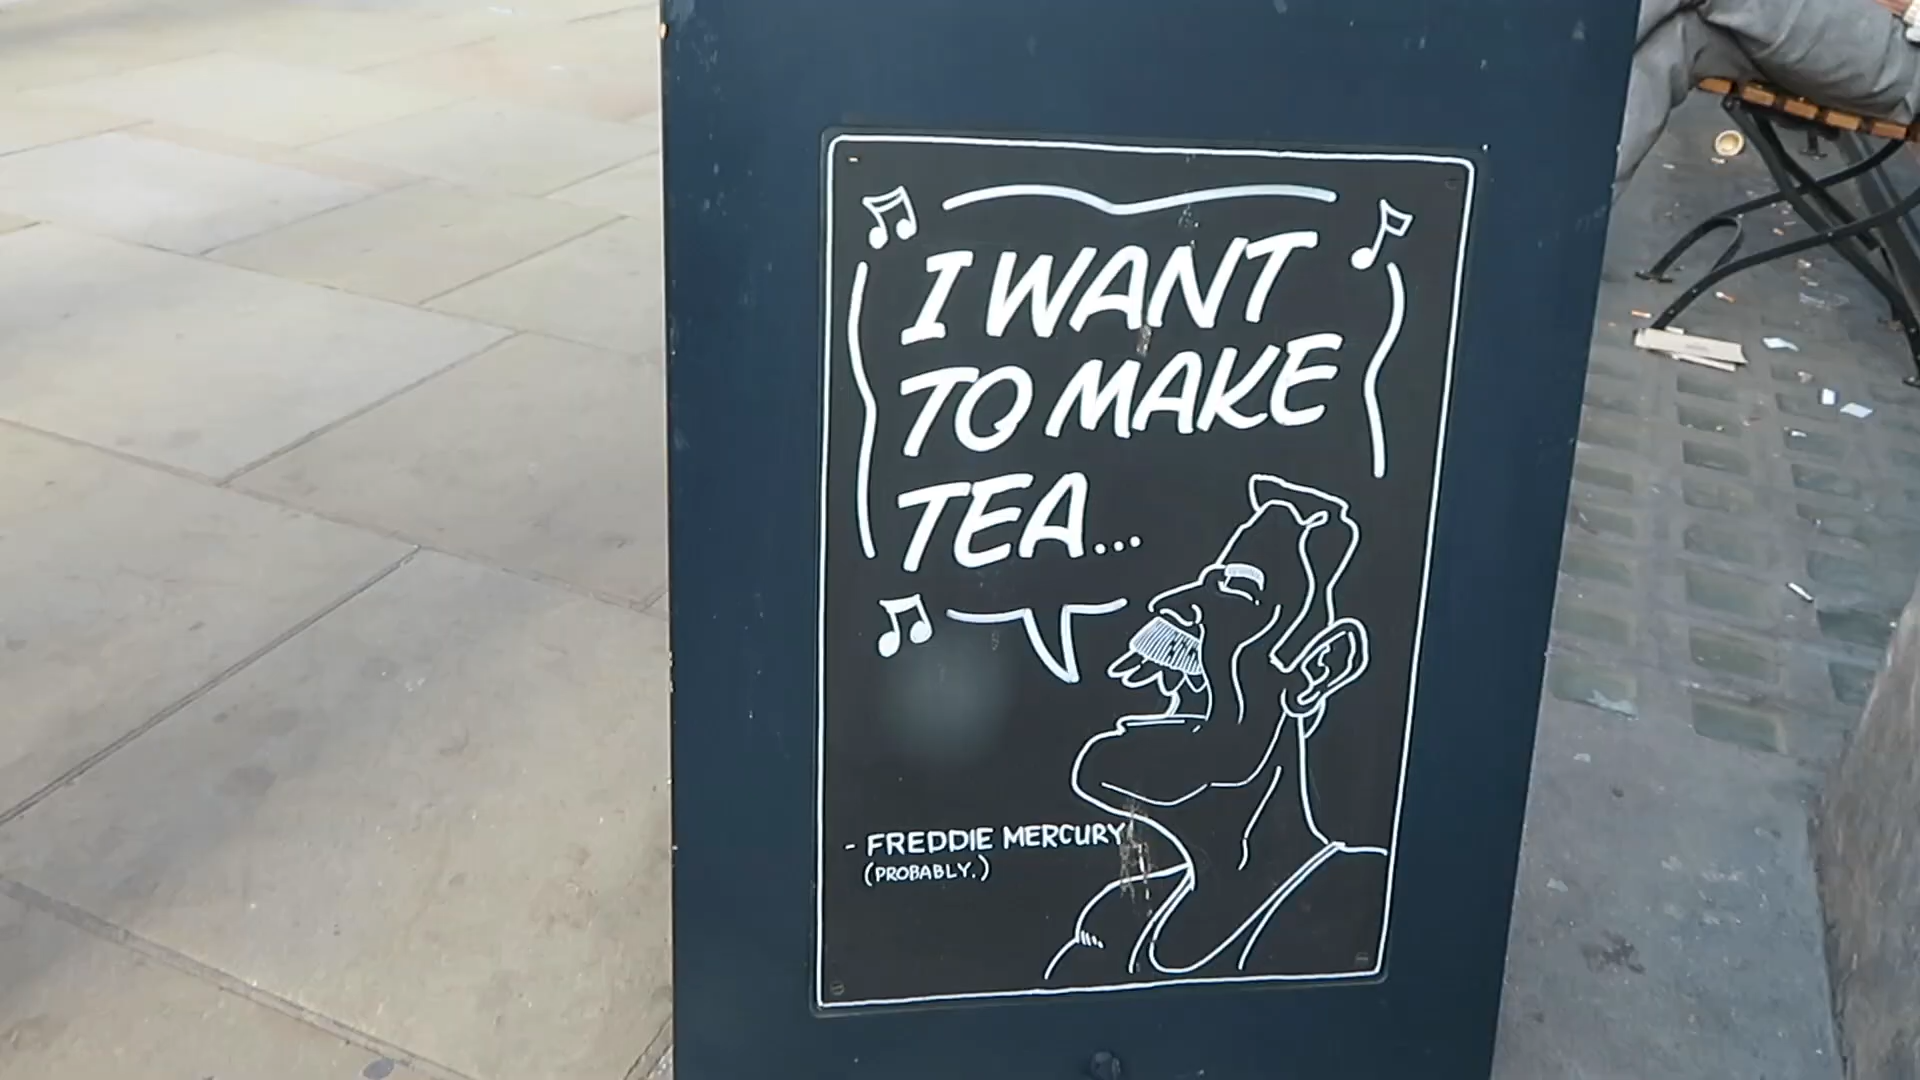 I WANT
TO MAKE
TEA...
- FREDDIE MERCURY
(PROBABLY.)